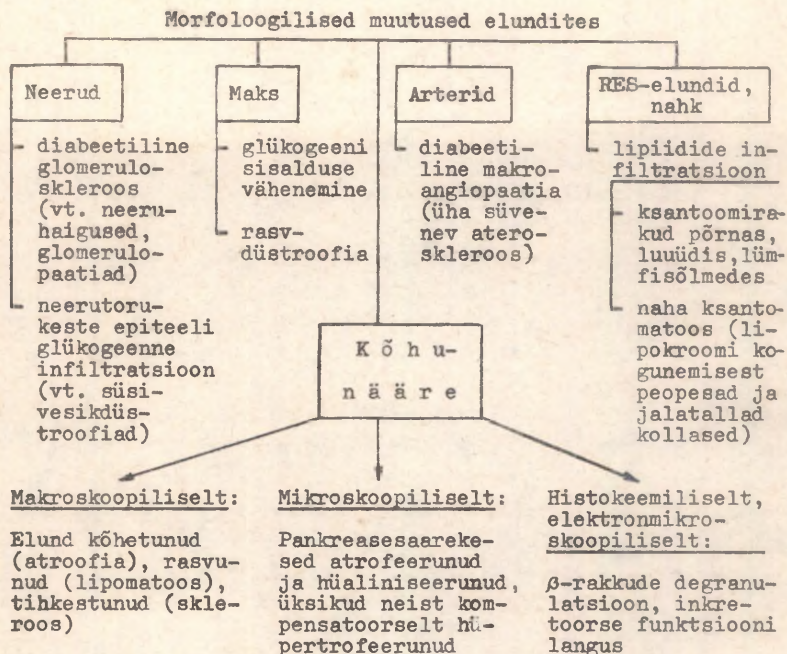 Morfoloogilised muutused elundites
Neerud
diabeetiline
glomerulo-
skleroos
(vt. neeru-
haigused,
glomerulo-
paatiad)
neerutoru-
keste epiteeli
glükogeenne
infiltratsioon
(vt. süsi-
vesikdüs-
troofiad)
Maks
glükogeeni
sisalduse
vähenemine
rasv-
düstroofia
Arterid
diabeeti-
line makro-
angiopaatia
(üha süve-
nev atero-
skleroos)
RES-elundid,
nahk
lipiidide in-
filtratsioon
ksantoomira-
kud põrnas,
luuüdis,lüm-
fisõlmedes
naha ksanto-
matoos (li-
pokroomi ko-
gunemisest
peopesad ja
jalatallad
kollased)
Kõhu-
nääre
Makroskoopiliselt:
Elund kõhetunud
(atroofia), rasvu-
nud (lipomatoos),
tihkestunud (skle-
roos)
Mikroskoopiliselt:
Pankreasesaareke-
sed atrofeerunud
ja hüaliniseerunud,
üksikud neist kom-
pensatoorselt hü-
pertrofeerunud
Histokeemiliselt,
elektronmikro-
skoopiliselt:
β-rakkude degranu-
latsioon, inkre-
toorse funktsiooni
langus